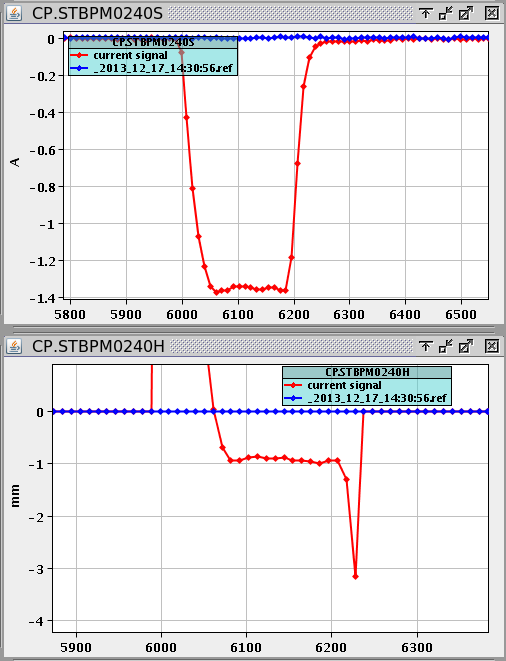 CP.STBPM0240S
CP.STBPM0240S
current signal
_2013_12_17_14:30:56.ref
0
-0.2
-0.4
-0.6
-0.8
-1
-1.2
-1.4
A
5800 5900 6000 6100 6200 6300 6400 6500
CP.STBPM0240H
CP.STBPM0240H
current signal
_2013_12_17_14:30:56.ref
0
-1
-2
-3
-4
mm
5900 6000 6100 6200 6300